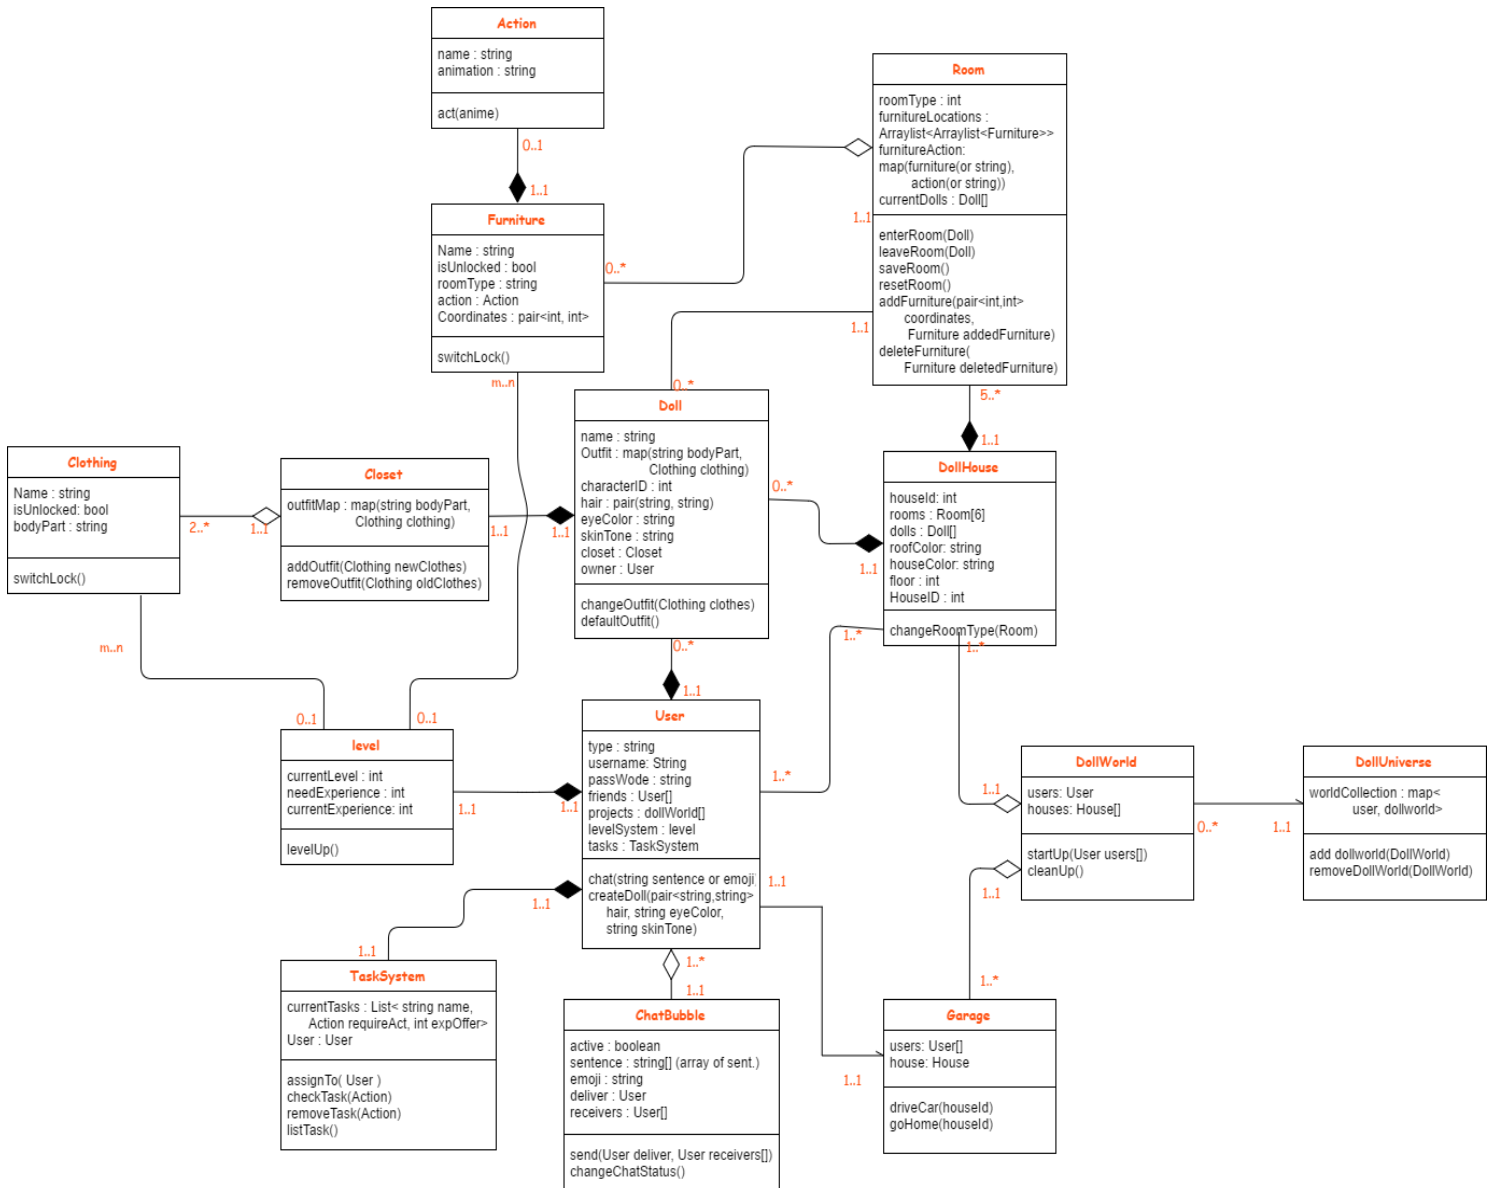 Action
name : string
animation : string
act(anime)
0..1
1..1
Room
roomType : int
furnitureLocations :
Arraylist<Arraylist<Furniture>>
furnitureAction:
map(furniture(or string),
action(or string))
currentDolls : Doll[]
1..1
enterRoom(Doll)
leaveRoom(Doll)
saveRoom()
resetRoom()
addFurniture(pair<int,int>
coordinates,
Furniture addedFurniture)
deleteFurniture(
Furniture deletedFurniture)
1..1
5..*
1..1
Furniture
Name : string
isUnlocked : bool
roomType : string
action : Action
Coordinates : pair<int, int>
switchLock()
0..*
m..n
0..*
Doll
name : string
Outfit : map(string bodyPart,
Clothing clothing)
characterID : int
hair : pair(string, string)
eyeColor : string
skinTone : string
closet : Closet
owner : User
changeOutfit(Clothing clothes)
defaultOutfit()
0..*
1..1
0..*
1..1
Clothing
Name : string
isUnlocked: bool
bodyPart : string
switchLock()
2..*
1..1
m..n
Closet
outfitMap : map(string bodyPart,
Clothing clothing)
addOutfit(Clothing newClothes)
removeOutfit(Clothing oldClothes)
1..1
1..1
DollHouse
houseId: int
rooms : Room[6]
dolls : Doll[]
roofColor: string
houseColor: string
floor : int
HouseID : int
changeRoomType(Room)
1..*
1..*
0..1
0..1
level
currentLevel : int
needExperience : int
currentExperience: int
levelUp()
1..1
1..1
User
type : string
username: String
passWode : string
friends : User[]
projects : dollWorld[]
levelSystem : level
tasks : TaskSystem
chat(string sentence or emoji
createDoll(pair<string,string>
hair, string eyeColor,
string skinTone)
1..*
1..1
1..1
1..1
1..*
1..1
DollWorld
users: User
houses: House[]
startUp(User users[])
cleanUp()
1..1
1..1
0..*
1..1
DollUniverse
worldCollection : map<
user, dollworld>
add dollworld(DollWorld)
removeDollWorld(DollWorld)
TaskSystem
currentTasks : List< string name,
Action requireAct, int expOffer>
User : User
assignTo( User )
checkTask(Action)
removeTask(Action)
listTask()
ChatBubble
active : boolean
sentence : string[] (array of sent.)
emoji : string
deliver : User
receivers : User[]
send(User deliver, User receivers[])
changeChatStatus()
1..*
1..1
Garage
users: User[]
house: House
driveCar(houseId)
goHome(houseId)